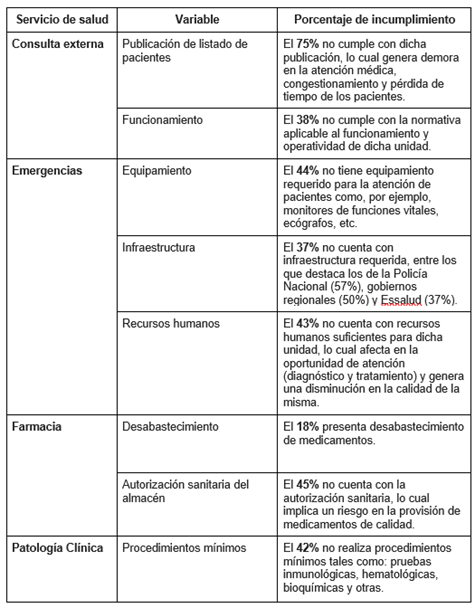 Servicio de salud Variable Porcentaje de incumplimiento
Consulta externa Publicación de listado de El 75% no cumple con dicha
pacientes publicación, lo cual genera demora
en la atención médica,
congestionamiento y pérdida de
tiempo de los pacientes.
Funcionamiento El 38% no cumple con la normativa
aplicable al funcionamiento y
operatividad de dicha unidad.
Emergencias Equipamiento El 44% no tiene equipamiento
requerido para la atención de
pacientes como, por ejemplo,
monitores de funciones vitales,
ecógrafos, etc.
Infraestructura El 37% no cuenta con
infraestructura requerida, entre los
que destaca los de la Policía
Nacional (57%), gobiernos
regionales (50%) y Essalud (37%).
Recursos humanos El 43% no cuenta con recursos
humanos suficientes para dicha
unidad, lo cual afecta en la
oportunidad de atención
(diagnóstico y tratamiento) y genera
una disminución en la calidad de la
misma.
Farmacia Desabastecimiento El 18% presenta desabastecimiento
de medicamentos.
Autorización sanitaria del El 45% no cuenta con la
almacén autorización sanitaria, lo cual
implica un riesgo en la provisión de
medicamentos de calidad.
Patología Clínica Procedimientos mínimos El 42% no realiza procedimientos
mínimos tales como: pruebas
inmunológicas, hematológicas,
bioquímicas y otras.